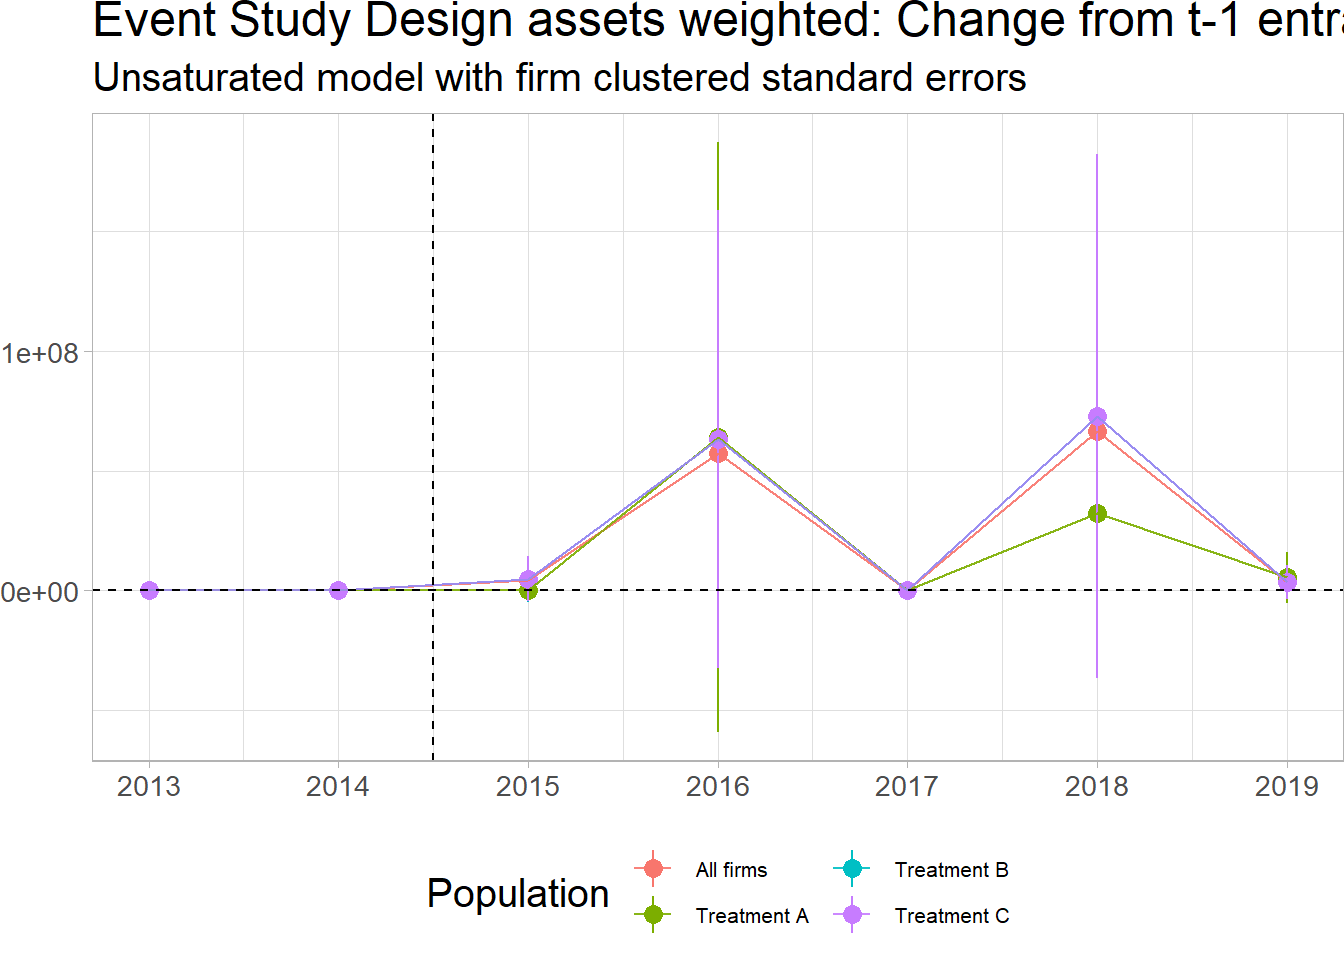 Event Study Design assets weighted: Change from t-1 entra
Unsaturated model with firm clustered standard errors
1e+08
0e+00
2013 2014 2015 2016 2017 2018 2019
Population
All firms
Treatment B
Treatment A
Treatment C